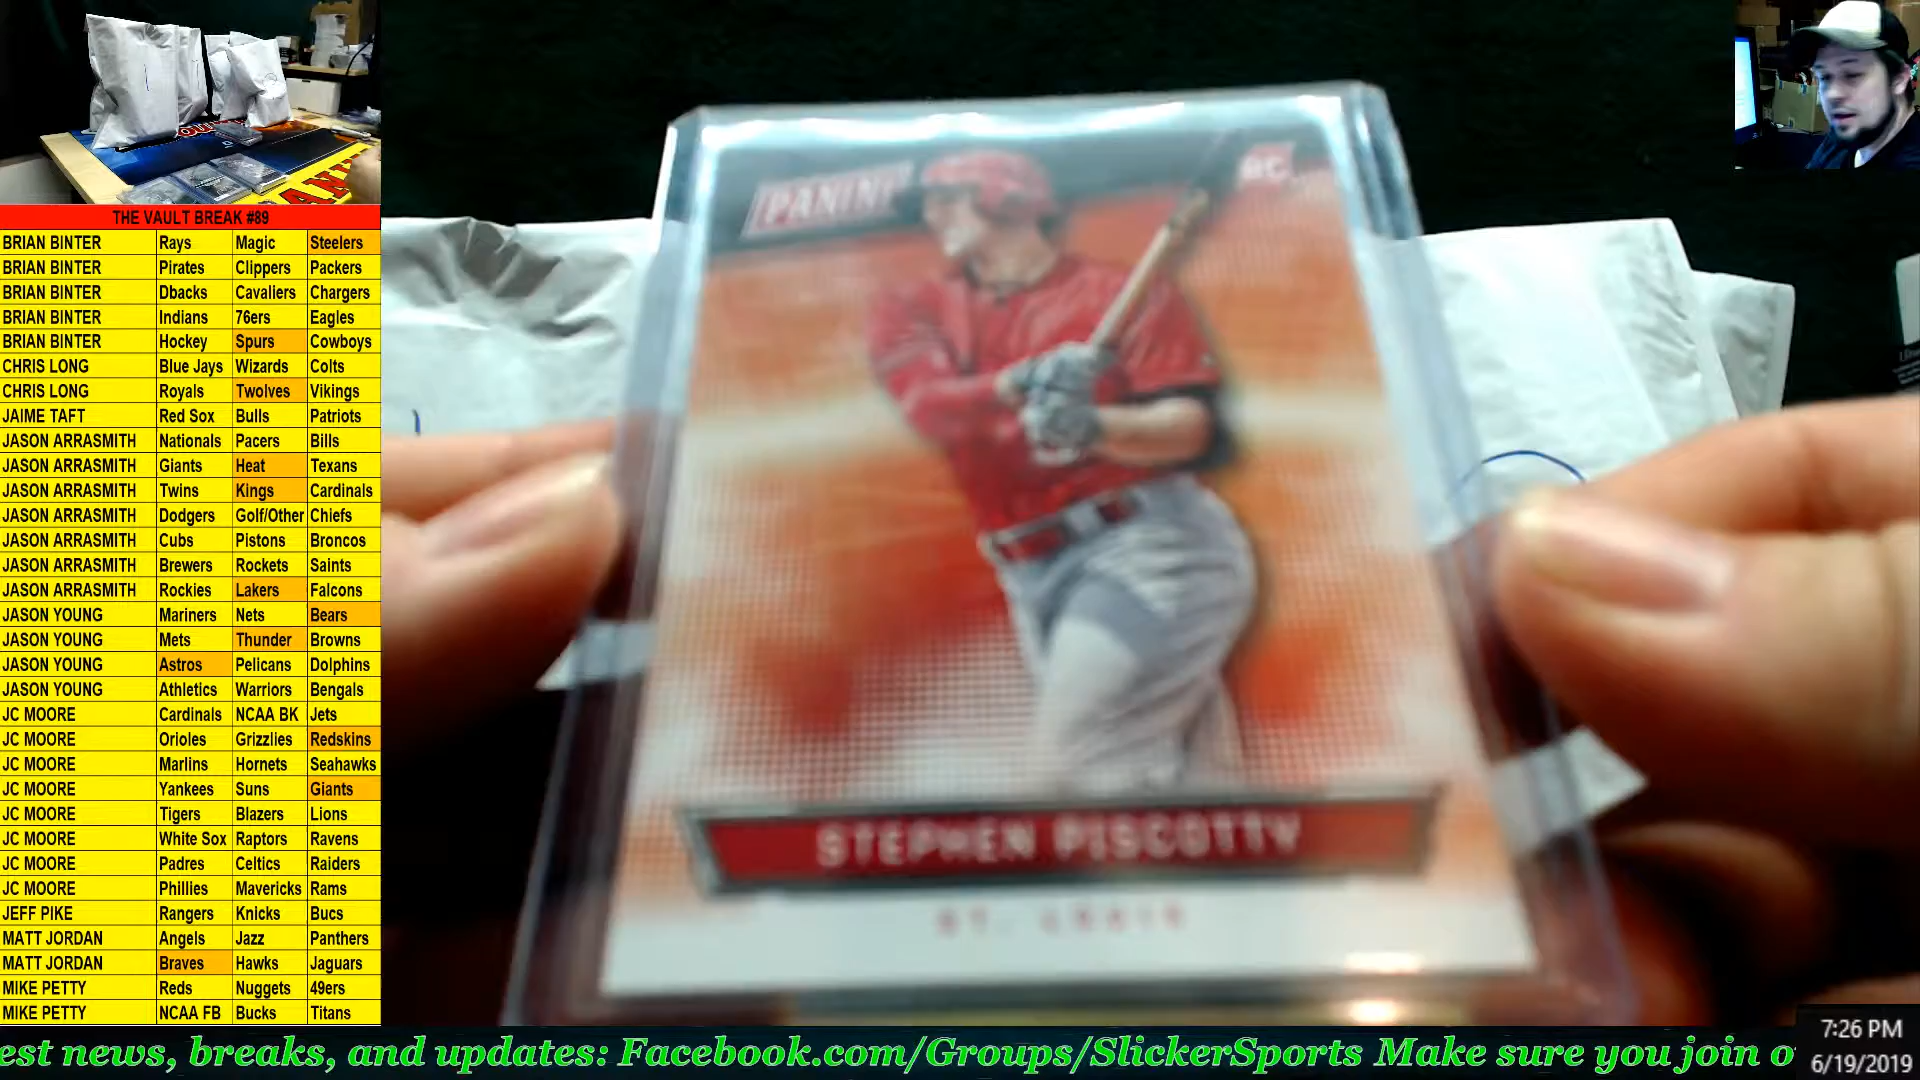 THE VAULT BREAK #89
BRIAN BINTER Rays Magic Steelers
BRIAN BINTER Pirates Clippers Packers
BRIAN BINTER Dbacks Cavaliers Chargers
BRIAN BINTER Indians 76ers Eagles
BRIAN BINTER Hockey Spurs Cowboys
CHRIS LONG Blue Jays Wizards Colts
CHRIS LONG Royals Twolves Vikings
JAIME TAFT Red Sox Bulls Patriots
JASON ARRASMITH Nationals Pacers Bills
JASON ARRASMITH Giants Heat Texans
JASON ARRASMITH Twins Kings Cardinals
JASON ARRASMITH Dodgers Golf/Other Chiefs
JASON ARRASMITH Cubs Pistons Broncos
JASON ARRASMITH Brewers Rockets Saints
JASON ARRASMITH Rockies Lakers Falcons
JASON YOUNG Mariners Nets Bears
JASON YOUNG Mets Thunder Browns
JASON YOUNG Astros Pelicans Dolphins
JASON YOUNG Athletics Warriors Bengals
JC MOORE Cardinals NCAA BK Jets
JC MOORE Orioles Grizzlies Redskins
JC MOORE Marlins Hornets Seahawks
JC MOORE Yankees Suns Giants
JC MOORE Tigers Blazers Lions
JC MOORE White Sox Raptors Ravens
JC MOORE Padres Celtics Raiders
JC MOORE Phillies Mavericks Rams
JEFF PIKE Rangers Knicks Bucs
MATT JORDAN Angels Jazz Panthers
MATT JORDAN Braves Hawks Jaguars
MIKE PETTY Reds Nuggets 49ers
MIKE PETTY NCAA FB Bucks Titans
PANINI
RC
STEPHEN PISCOTTY
ST. LOUIS
est news, breaks, and updates: Facebook.com/Groups/SlickerSports Make sure you join o
7:26 PM
6/19/2019